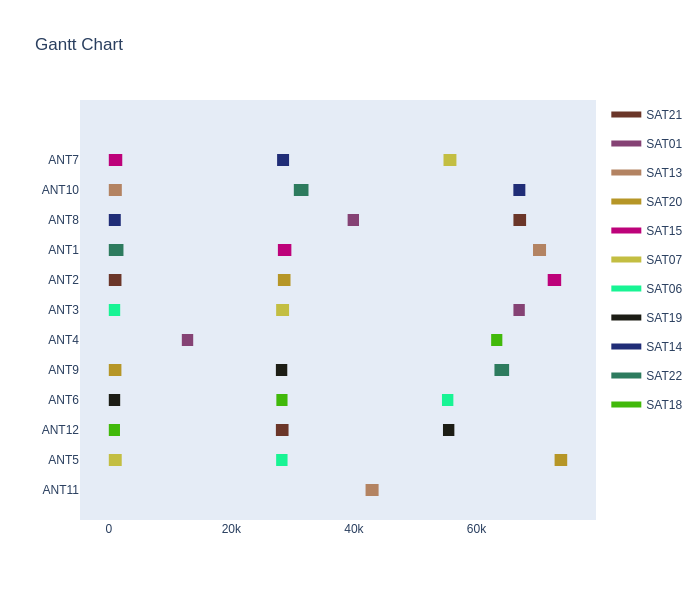 Gantt Chart
ANT7
ANT10
ANT8
ANT1
ANT2
ANT3
ANT4
ANT9
ANT6
ANT12
ANT5
ANT11
0 20k 40k 60k
SAT21
SAT01
SAT13
SAT20
SAT15
SAT07
SAT06
SAT19
SAT14
SAT22
SAT18